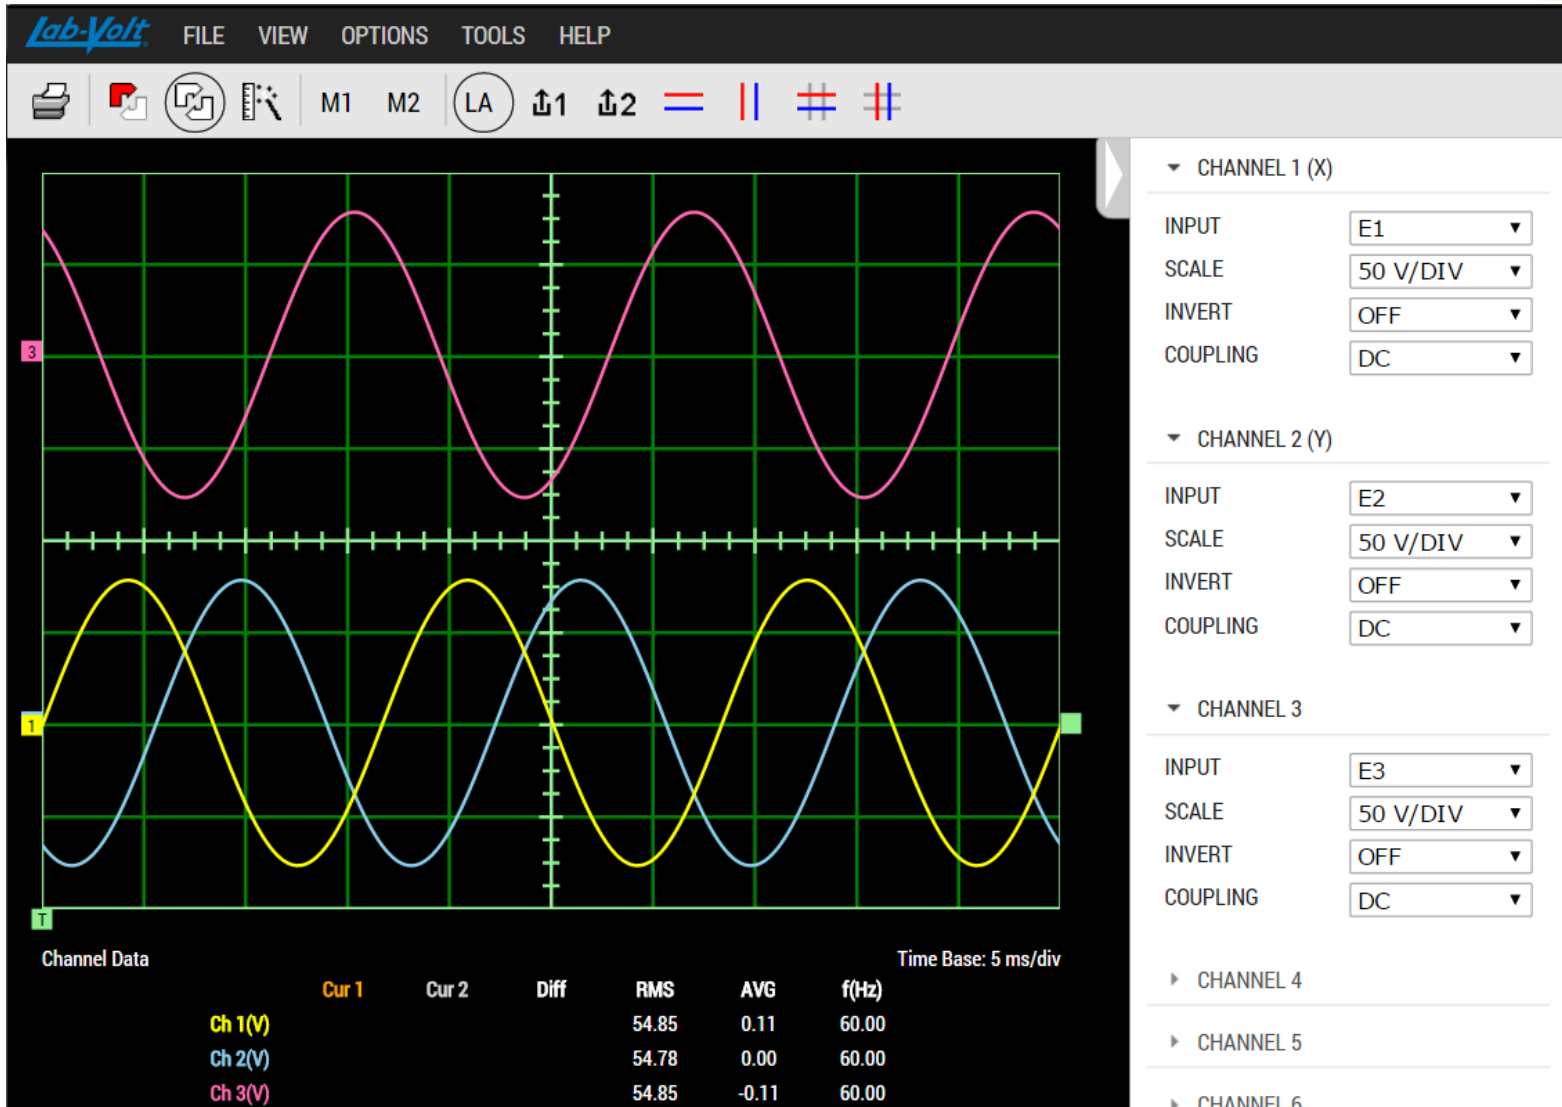 Lab-Volt FILE VIEW OPTIONS TOOLS HELP
M1 M2 LA 1 2
CHANNEL 1 (X)
INPUT E1
SCALE 50 V/DIV
INVERT OFF
COUPLING DC
CHANNEL 2 (Y)
INPUT E2
SCALE 50 V/DIV
INVERT OFF
COUPLING DC
CHANNEL 3
INPUT E3
SCALE 50 V/DIV
INVERT OFF
COUPLING DC
CHANNEL 4
CHANNEL 5
CHANNEL 6
3
1
T
Channel Data Time Base: 5 ms/div
Cur 1 Cur 2 Diff RMS AVG f(Hz)
Ch 1(V) 54.85 0.11 60.00
Ch 2(V) 54.78 0.00 60.00
Ch 3(V) 54.85 -0.11 60.00